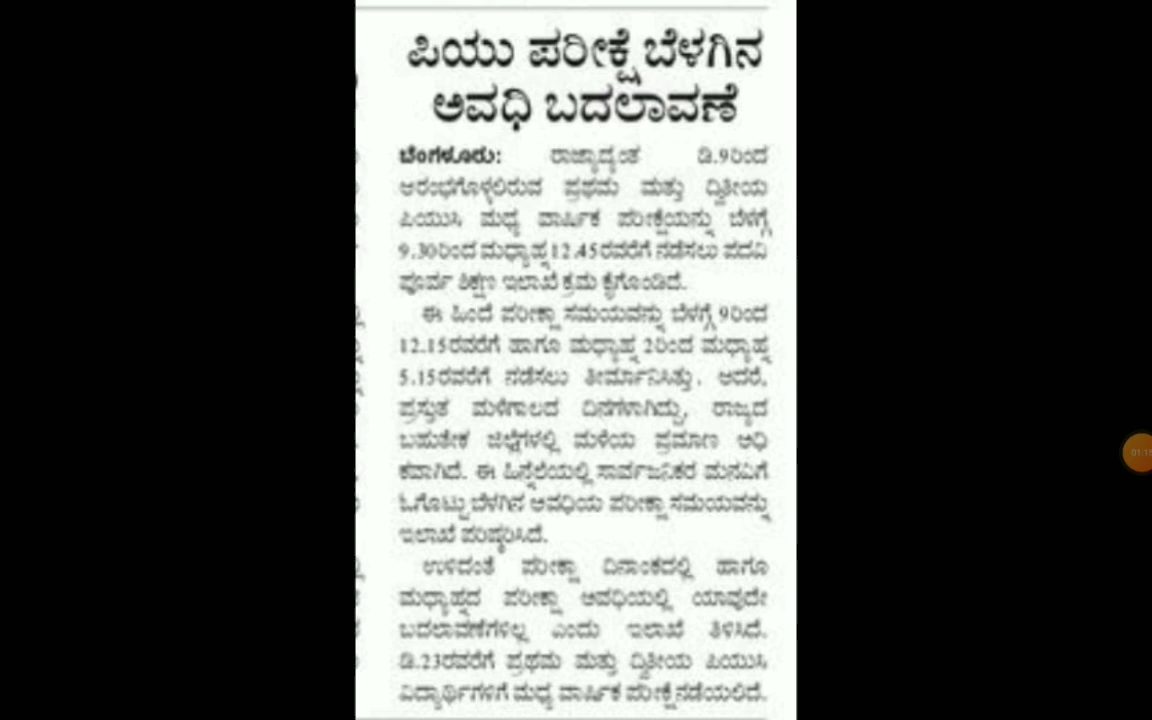 ಪಿಯು ಪರೀಕ್ಷೆ ಬೆಳಗಿನ
ಅವಧಿ ಬದಲಾವಣೆ
ಬೆಂಗಳೂರು: ರಾಜ್ಯಾದ್ಯಂತ ಡಿ.9ರಿಂದ
ಆರಂಭಗೊಳ್ಳಲಿರುವ ಪ್ರಥಮ ಮತ್ತು ದ್ವಿತೀಯ
ಪಿಯುಸಿ ಮಧ್ಯ ವಾರ್ಷಿಕ ಪರೀಕ್ಷೆಯನ್ನು ಬೆಳಗ್ಗೆ
9.30ರಿಂದ ಮಧ್ಯಾಹ್ನ 12.45ರವರೆಗೆ ನಡೆಸಲು ಪದವಿ
ಪೂರ್ವ ಶಿಕ್ಷಣ ಇಲಾಖೆ ಕ್ರಮ ಕೈಗೊಂಡಿದೆ.
ಈ ಹಿಂದೆ ಪರೀಕ್ಷಾ ಸಮಯವನ್ನು ಬೆಳಗ್ಗೆ 9ರಿಂದ
12.15ರವರೆಗೆ ಹಾಗೂ ಮಧ್ಯಾಹ್ನ 2ರಿಂದ ಮಧ್ಯಾಹ್ನ
5.15ರವರೆಗೆ ನಡೆಸಲು ತೀರ್ಮಾನಿಸಿತ್ತು. ಆದರೆ,
ಪ್ರಸ್ತುತ ಮಳೆಗಾಲದ ದಿನಗಳಾಗಿದ್ದು, ರಾಜ್ಯದ
ಬಹುತೇಕ ಜಿಲ್ಲೆಗಳಲ್ಲಿ ಮಳೆಯ ಪ್ರಮಾಣ ಅಧಿ
ಕವಾಗಿದೆ. ಈ ಹಿನ್ನೆಲೆಯಲ್ಲಿ ಸಾರ್ವಜನಿಕರ ಮನವಿಗೆ
ಓಗೊಟ್ಟು ಬೆಳಗಿನ ಅವಧಿಯ ಪರೀಕ್ಷಾ ಸಮಯವನ್ನು
ಇಲಾಖೆ ಪರಿಷ್ಕರಿಸಿದೆ.
ಉಳಿದಂತೆ ಪರೀಕ್ಷಾ ದಿನಾಂಕದಲ್ಲಿ ಹಾಗೂ
ಮಧ್ಯಾಹ್ನದ ಪರೀಕ್ಷಾ ಅವಧಿಯಲ್ಲಿ ಯಾವುದೇ
ಬದಲಾವಣೆಗಳಿಲ್ಲ ಎಂದು ಇಲಾಖೆ ತಿಳಿಸಿದೆ.
ಡಿ.23ರವರೆಗೆ ಪ್ರಥಮ ಮತ್ತು ದ್ವಿತೀಯ ಪಿಯುಸಿ
ವಿದ್ಯಾರ್ಥಿಗಳಿಗೆ ಮಧ್ಯ ವಾರ್ಷಿಕ ಪರೀಕ್ಷೆ ನಡೆಯಲಿದೆ.